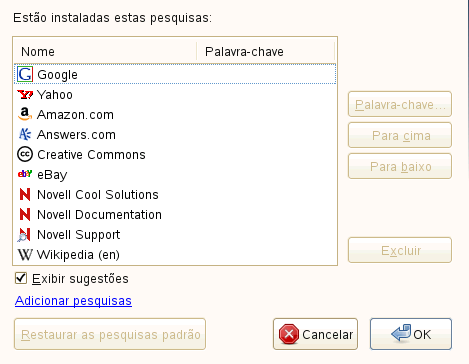 Estão instaladas estas pesquisas:
Nome Palavra-chave
Google
Yahoo
Amazon.com
Answers.com
Creative Commons
eBay
Novell Cool Solutions
Novell Documentation
Novell Support
Wikipedia (en)
Palavra-chave...
Para cima
Para baixo
Excluir
Exibir sugestões
Adicionar pesquisas
Restaurar as pesquisas padrão Cancelar OK